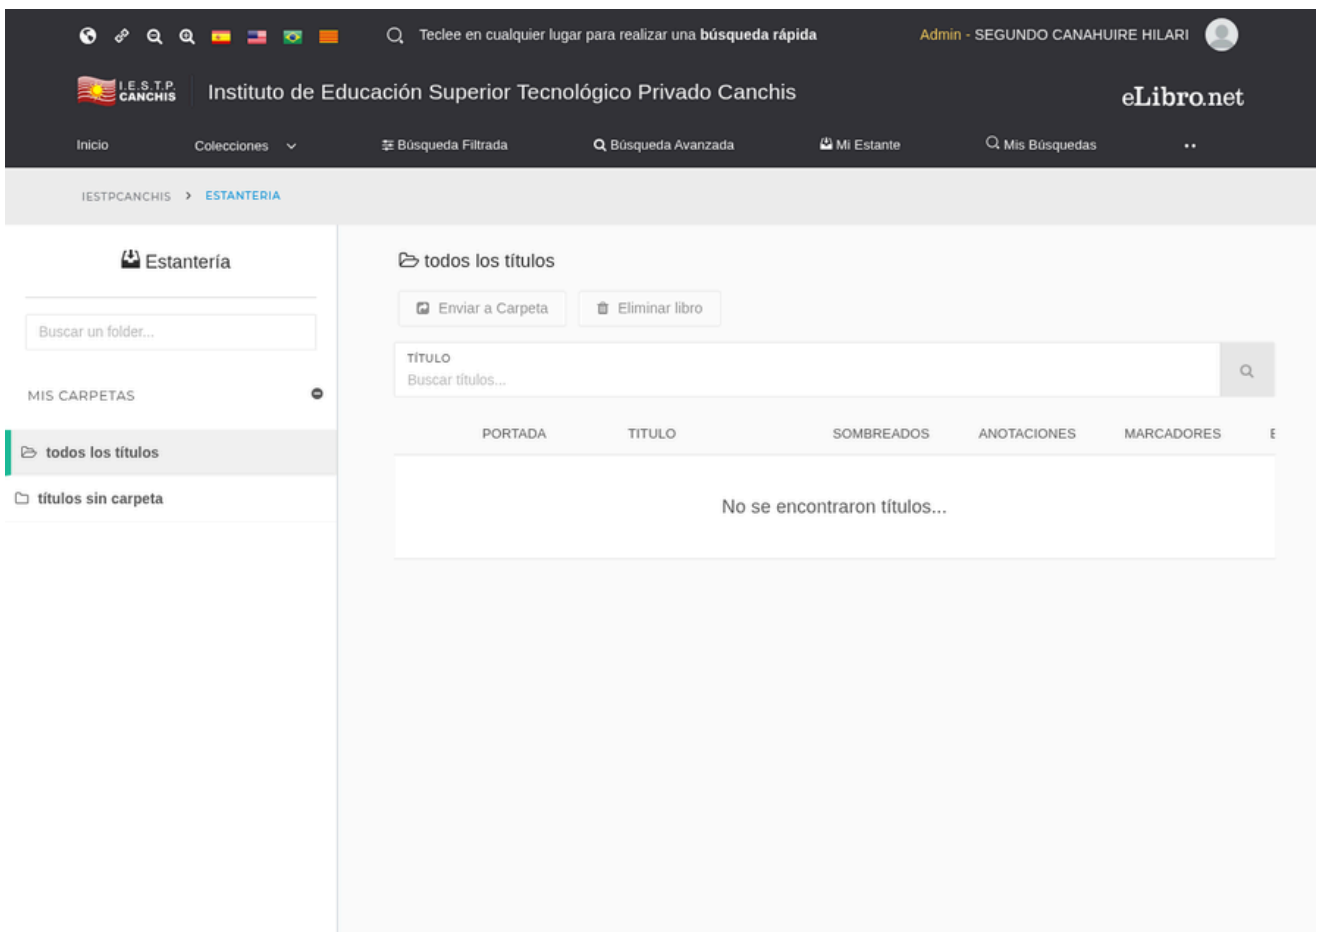 Teclee en cualquier lugar para realizar una búsqueda rápida
Admin - SEGUNDO CANAHUIRE HILARI
I.E.S.T.P.
CANCHIS
Instituto de Educación Superior Tecnológico Privado Canchis
eLibro.net
Inicio
Colecciones
Búsqueda Filtrada
Búsqueda Avanzada
Mi Estante
Mis Búsquedas
IESTPCANCHIS > ESTANTERIA
Estantería
Buscar un folder...
MIS CARPETAS
todos los títulos
títulos sin carpeta
todos los títulos
Enviar a Carpeta
Eliminar libro
TÍTULO
Buscar títulos...
PORTADA TITULO SOMBREADOS ANOTACIONES MARCADORES E
No se encontraron títulos...